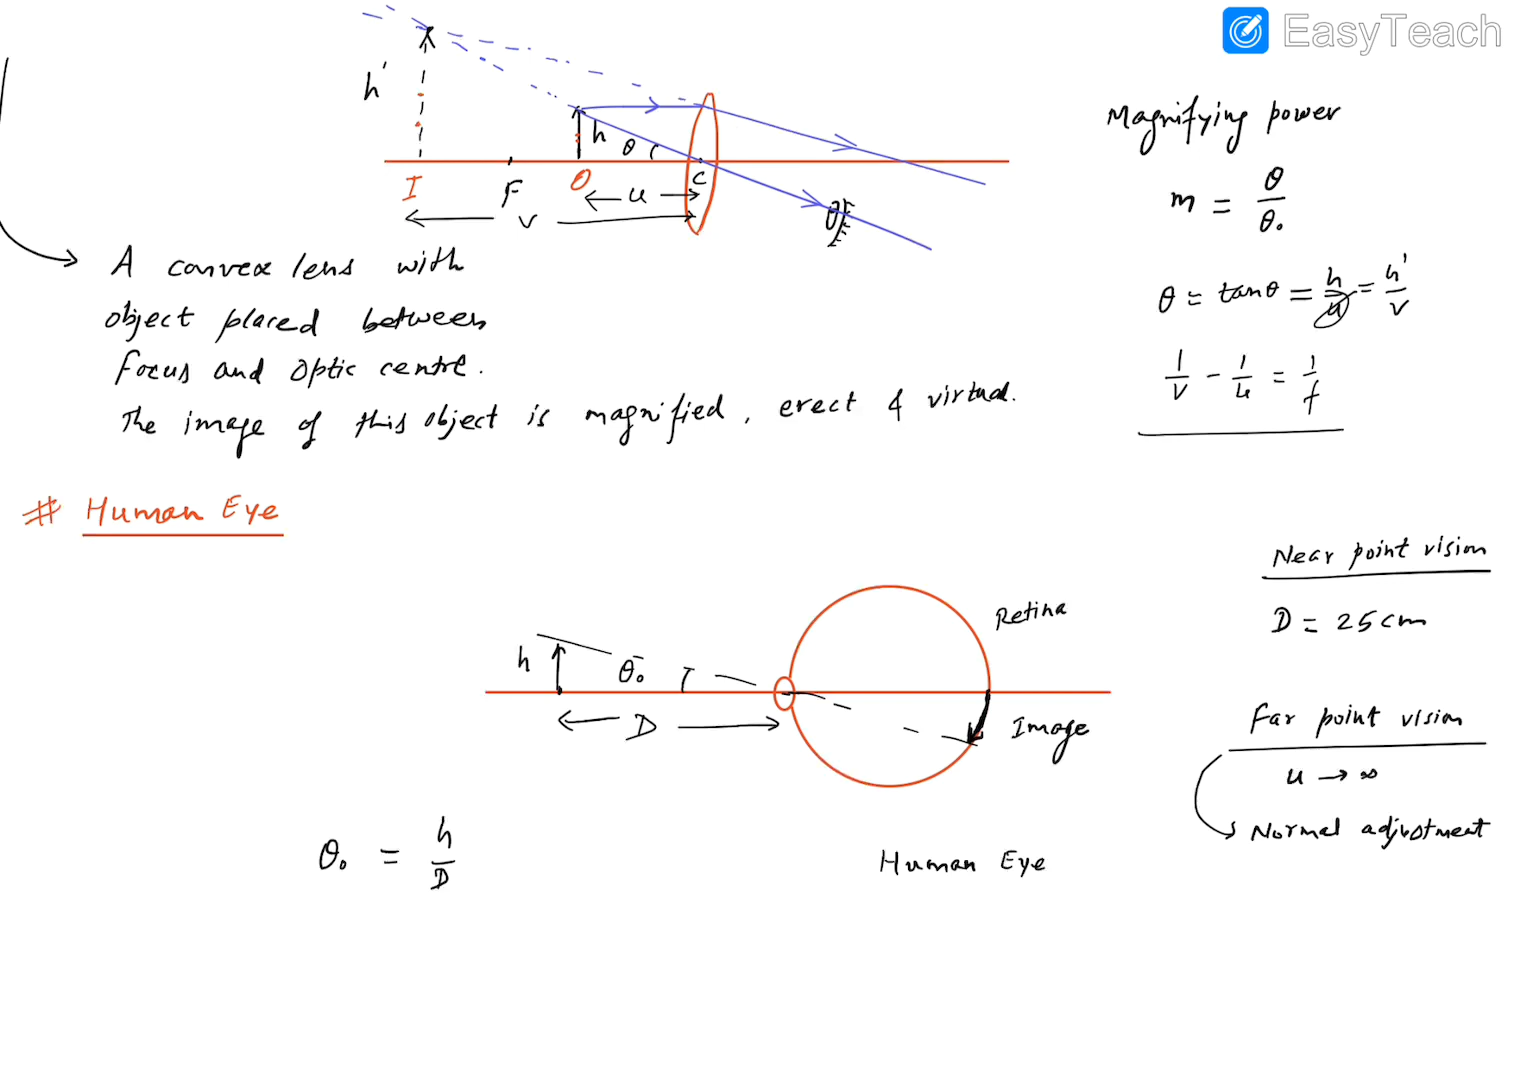 EasyTeach
h'
h θ
I F O u C
v
Magnifying power
m = θ/θ₀
θ ≈ tanθ = h/u = h'/v
1/v - 1/u = 1/f
A convex lens with
object placed between
Focus and optic centre.
The image of this object is magnified, erect & virtual.
# Human Eye
Near point vision
D = 25cm
Retina
h θ₀
D
Image
Far point vision
u → ∞
Normal adjustment
θ₀ = h/D
Human Eye